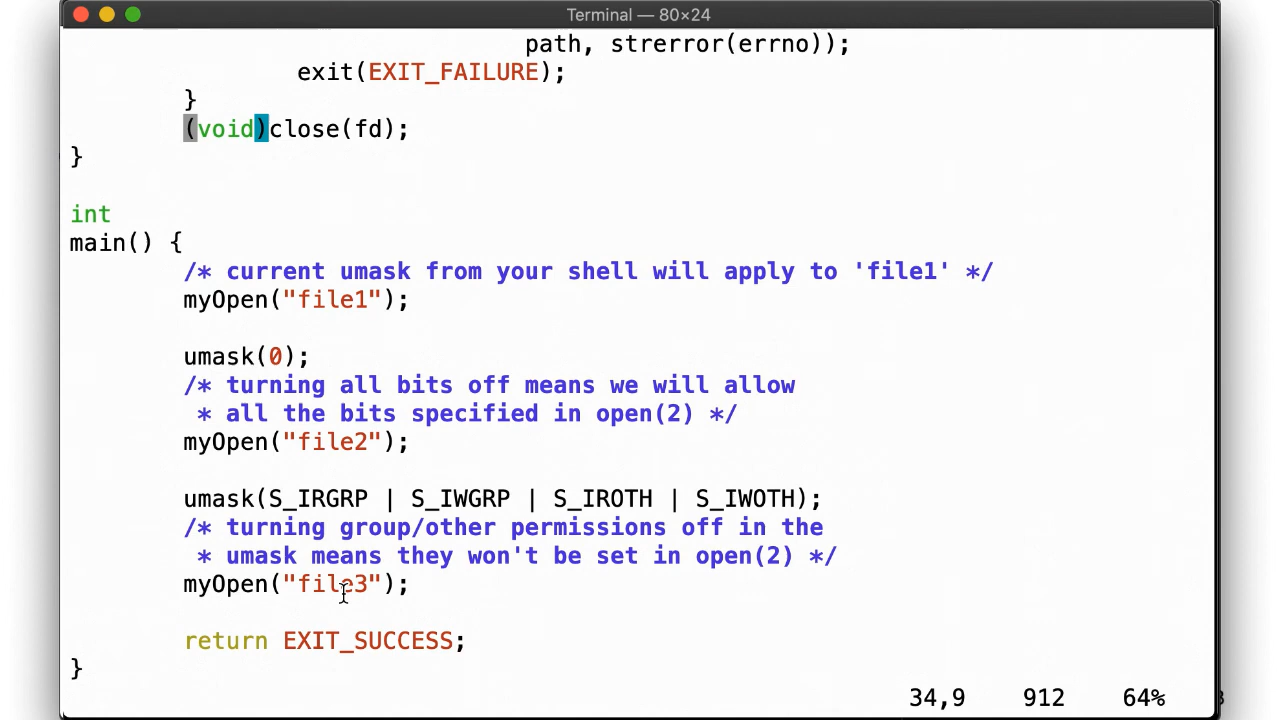 Terminal — 80×24
path, strerror(errno));
exit(EXIT_FAILURE);
}
(void)close(fd);
}
int
main() {
/* current umask from your shell will apply to 'file1' */
myOpen("file1");
umask(0);
/* turning all bits off means we will allow
* all the bits specified in open(2) */
myOpen("file2");
umask(S_IRGRP | S_IWGRP | S_IROTH | S_IWOTH);
/* turning group/other permissions off in the
* umask means they won't be set in open(2) */
myOpen("file3");
return EXIT_SUCCESS;
}
34,9 912 64%